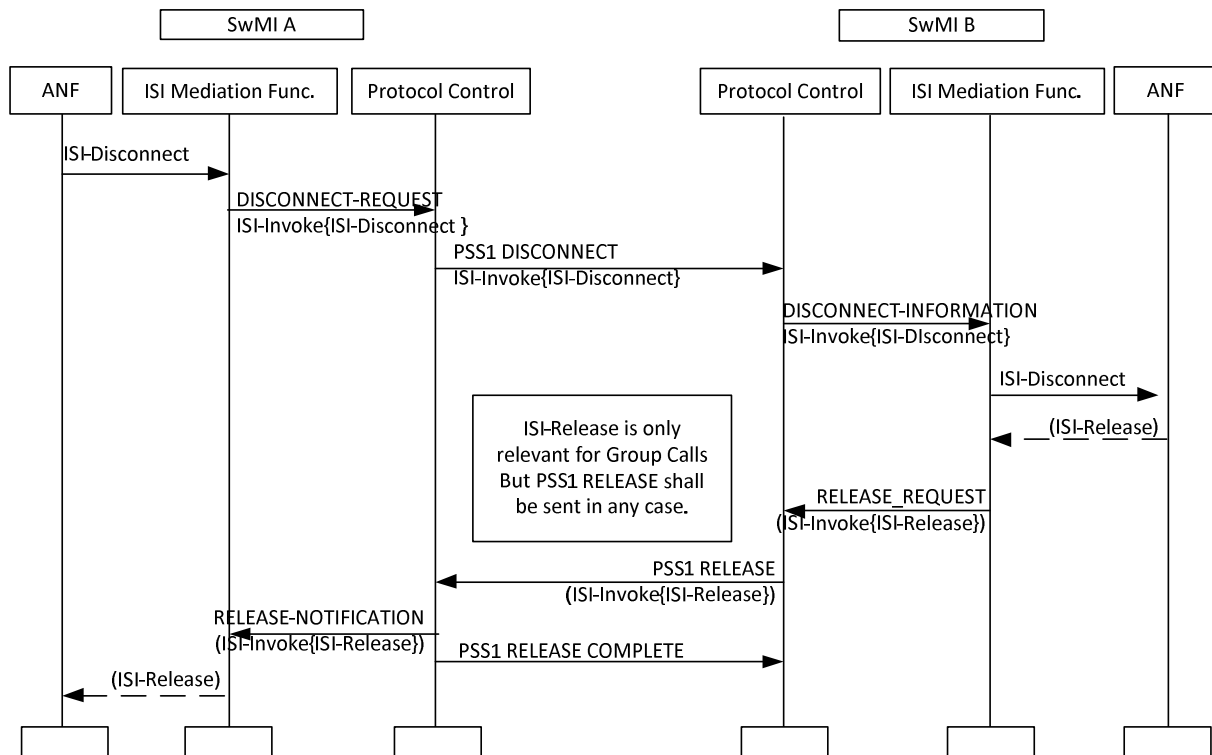 SwMI A
SwMI B
ANF
ISI Mediation Func.
Protocol Control
Protocol Control
ISI Mediation Func.
ANF
ISI-Disconnect
DISCONNECT-REQUEST
ISI-Invoke{ISI-Disconnect }
PSS1 DISCONNECT
ISI-Invoke{ISI-Disconnect}
DISCONNECT-INFORMATION
ISI-Invoke{ISI-DIsconnect}
ISI-Disconnect
(ISI-Release)
ISI-Release is only
relevant for Group Calls
But PSS1 RELEASE shall
be sent in any case.
RELEASE_REQUEST
(ISI-Invoke{ISI-Release})
PSS1 RELEASE
(ISI-Invoke{ISI-Release})
RELEASE-NOTIFICATION
(ISI-Invoke{ISI-Release})
PSS1 RELEASE COMPLETE
(ISI-Release)